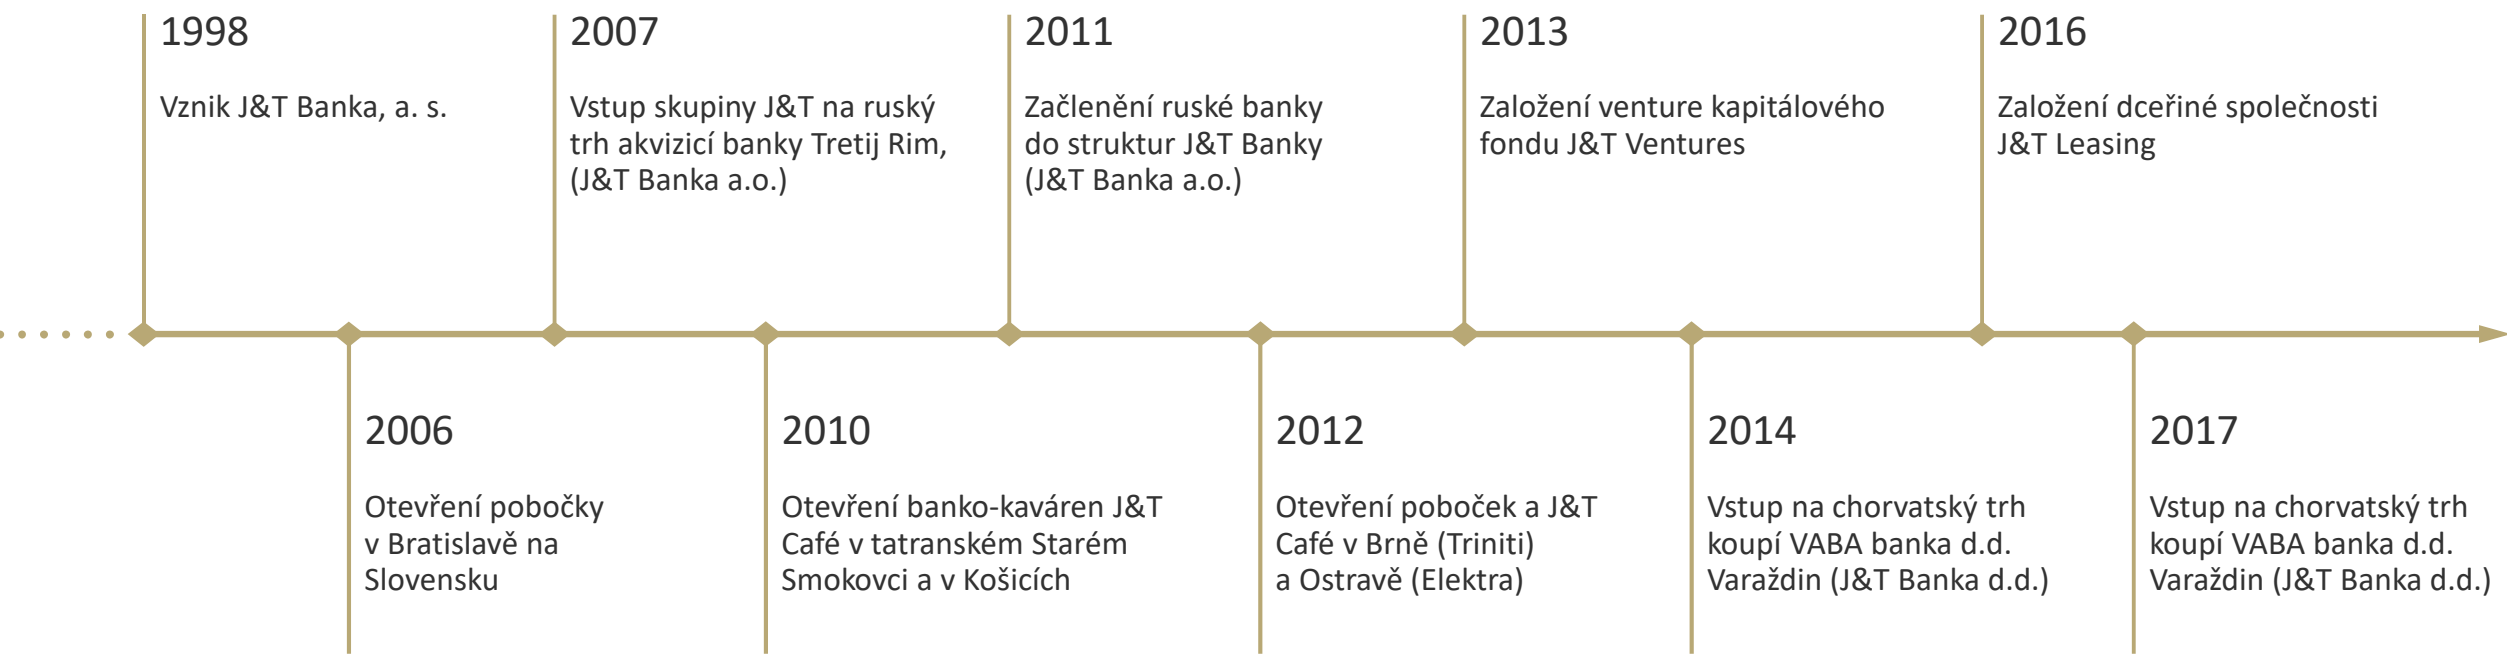 1998
Vznik J&T Banka, a. s.
2007
Vstup skupiny J&T na ruský
trh akvizicí banky Tretij Rim,
(J&T Banka a.o.)
2011
Začlenění ruské banky
do struktur J&T Banky
(J&T Banka a.o.)
2013
Založení venture kapitálového
fondu J&T Ventures
2016
Založení dceřiné společnosti
J&T Leasing
2006
Otevření pobočky
v Bratislavě na
Slovensku
2010
Otevření banko-kaváren J&T
Café v tatranském Starém
Smokovci a v Košicích
2012
Otevření poboček a J&T
Café v Brně (Triniti)
a Ostravě (Elektra)
2014
Vstup na chorvatský trh
koupí VABA banka d.d.
Varaždin (J&T Banka d.d.)
2017
Vstup na chorvatský trh
koupí VABA banka d.d.
Varaždin (J&T Banka d.d.)